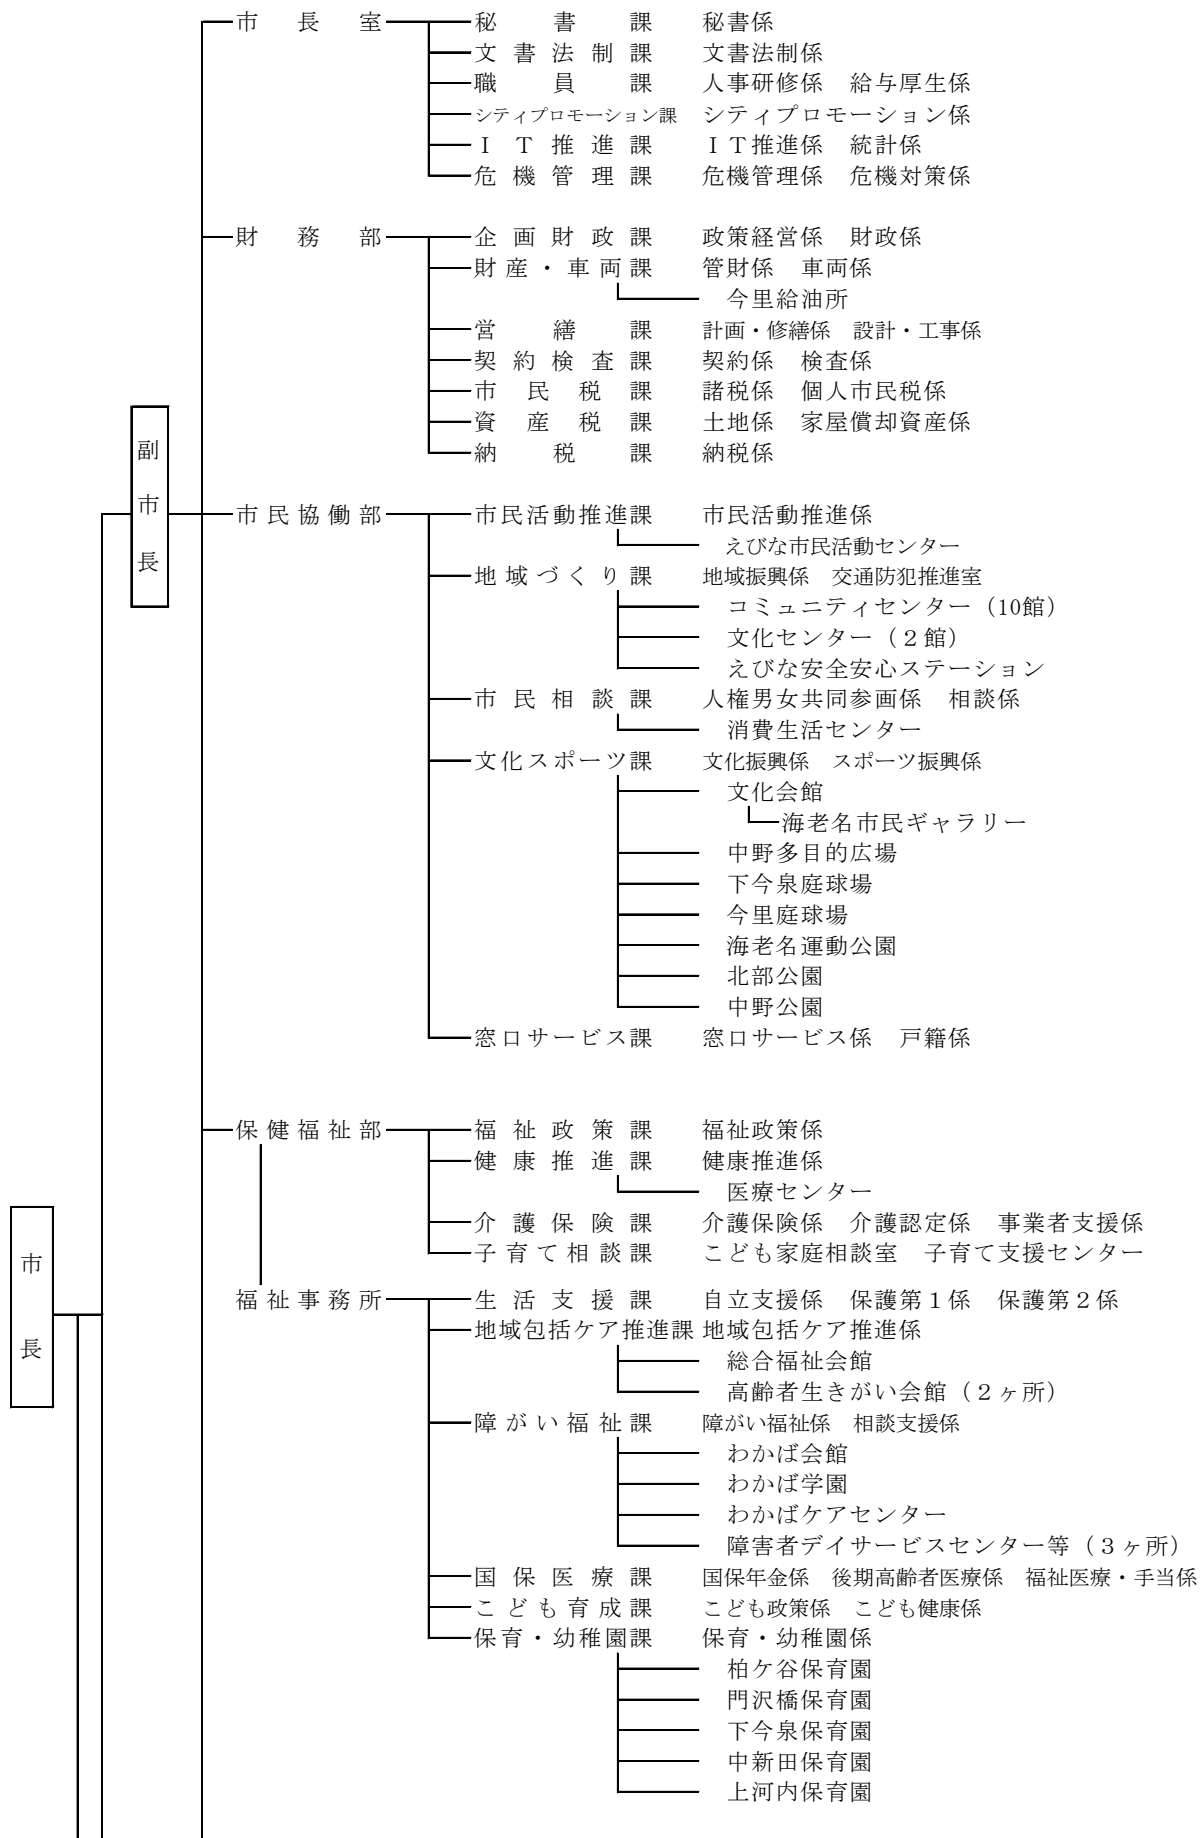 市長室 秘書課 秘書係
文書法制課 文書法制係
職員課 人事研修係 給与厚生係
シティプロモーション課 シティプロモーション係
ＩＴ推進課 ＩＴ推進係 統計係
危機管理課 危機管理係 危機対策係
財務部 企画財政課 政策経営係 財政係
財産・車両課 管財係 車両係
今里給油所
営繕課 計画・修繕係 設計・工事係
契約検査課 契約係 検査係
市民税課 諸税係 個人市民税係
資産税課 土地係 家屋償却資産係
納税課 納税係
副市長
市民協働部 市民活動推進課 市民活動推進係
えびな市民活動センター
地域づくり課 地域振興係 交通防犯推進室
コミュニティセンター（10館）
文化センター（２館）
えびな安全安心ステーション
市民相談課 人権男女共同参画係 相談係
消費生活センター
文化スポーツ課 文化振興係 スポーツ振興係
文化会館
海老名市民ギャラリー
中野多目的広場
下今泉庭球場
今里庭球場
海老名運動公園
北部公園
中野公園
窓口サービス課 窓口サービス係 戸籍係
保健福祉部 福祉政策課 福祉政策係
健康推進課 健康推進係
医療センター
介護保険課 介護保険係 介護認定係 事業者支援係
子育て相談課 こども家庭相談室 子育て支援センター
市長
福祉事務所 生活支援課 自立支援係 保護第１係 保護第２係
地域包括ケア推進課 地域包括ケア推進係
総合福祉会館
高齢者生きがい会館（２ヶ所）
障がい福祉課 障がい福祉係 相談支援係
わかば会館
わかば学園
わかばケアセンター
障害者デイサービスセンター等（３ヶ所）
国保医療課 国保年金係 後期高齢者医療係 福祉医療・手当係
こども育成課 こども政策係 こども健康係
保育・幼稚園課 保育・幼稚園係
柏ケ谷保育園
門沢橋保育園
下今泉保育園
中新田保育園
上河内保育園